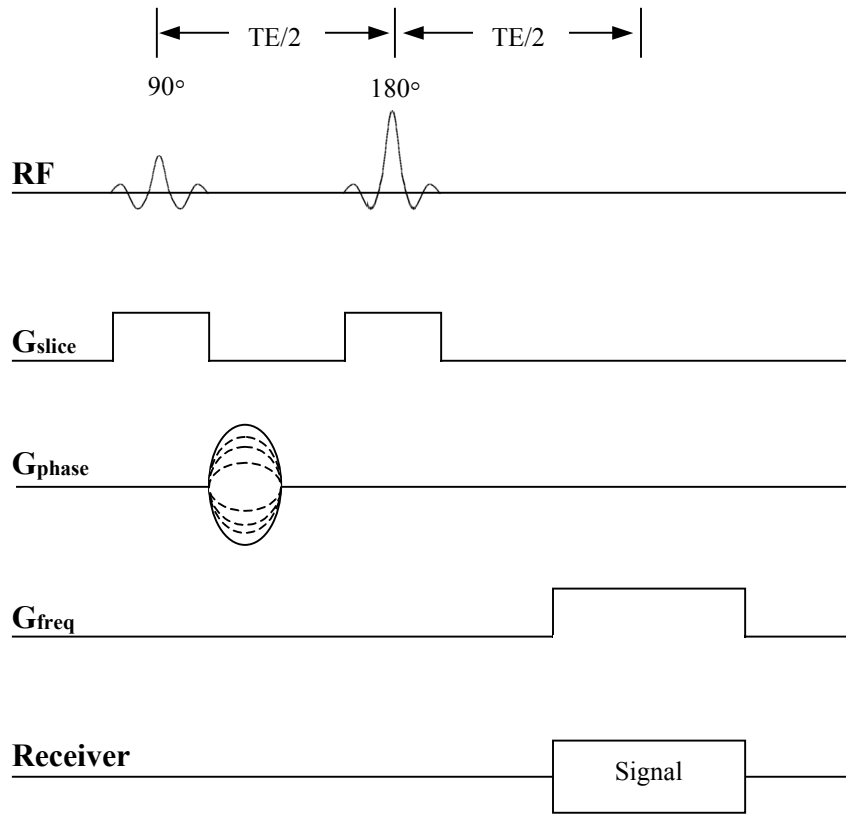 TE/2 TE/2
90° 180°
RF
Gslice
Gphase
Gfreq
Receiver
Signal